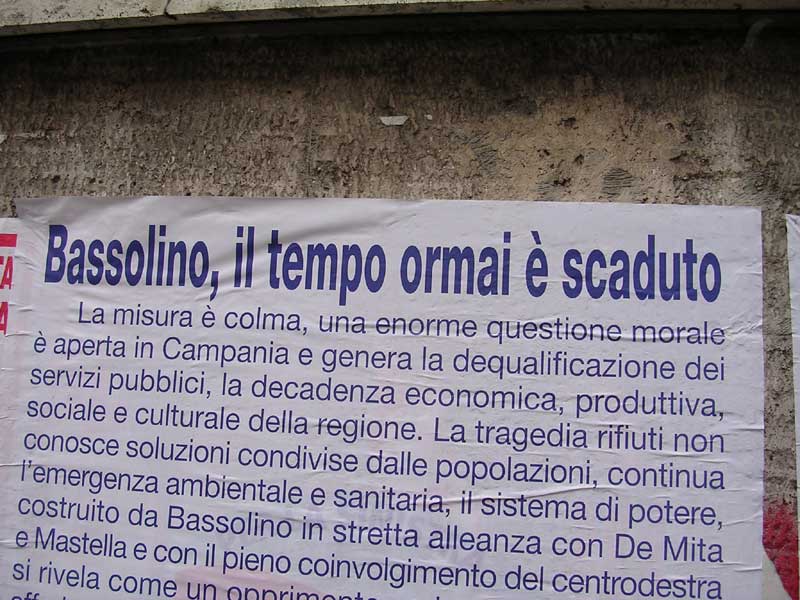 Bassolino, il tempo ormai è scaduto
La misura è colma, una enorme questione morale
è aperta in Campania e genera la dequalificazione dei
servizi pubblici, la decadenza economica, produttiva,
sociale e culturale della regione. La tragedia rifiuti non
conosce soluzioni condivise dalle popolazioni, continua
l'emergenza ambientale e sanitaria, il sistema di potere,
costruito da Bassolino in stretta alleanza con De Mita
e Mastella e con il pieno coinvolgimento del centrodestra
si rivela come un
TA
A